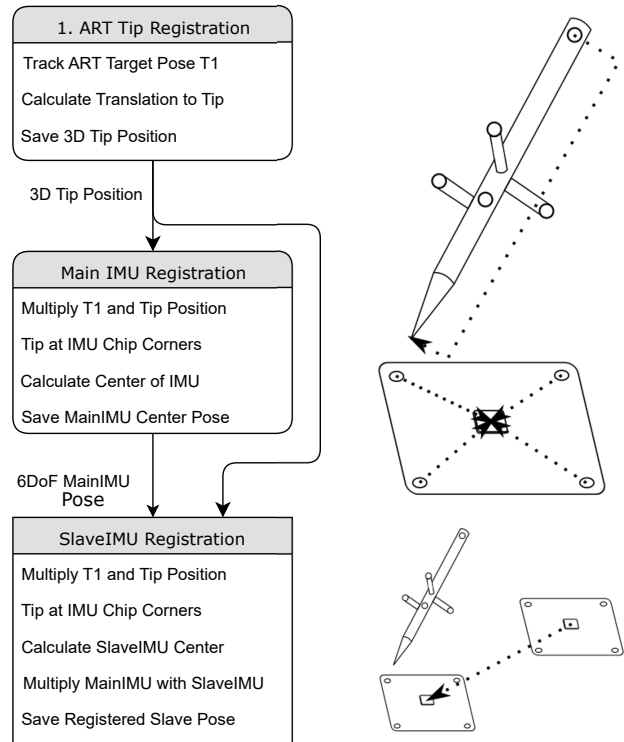 1. ART Tip Registration
Track ART Target Pose T1
Calculate Translation to Tip
Save 3D Tip Position
3D Tip Position
Main IMU Registration
Multiply T1 and Tip Position
Tip at IMU Chip Corners
Calculate Center of IMU
Save MainIMU Center Pose
6DoF MainIMU
Pose
SlaveIMU Registration
Multiply T1 and Tip Position
Tip at IMU Chip Corners
Calculate SlaveIMU Center
Multiply MainIMU with SlaveIMU
Save Registered Slave Pose